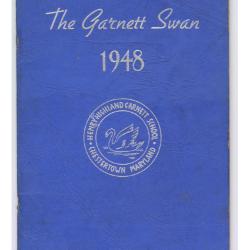 The Garnett Swan
1948
HENRY HIGHLAND GARNETT SCHOOL
CHESTERTOWN MARYLAND